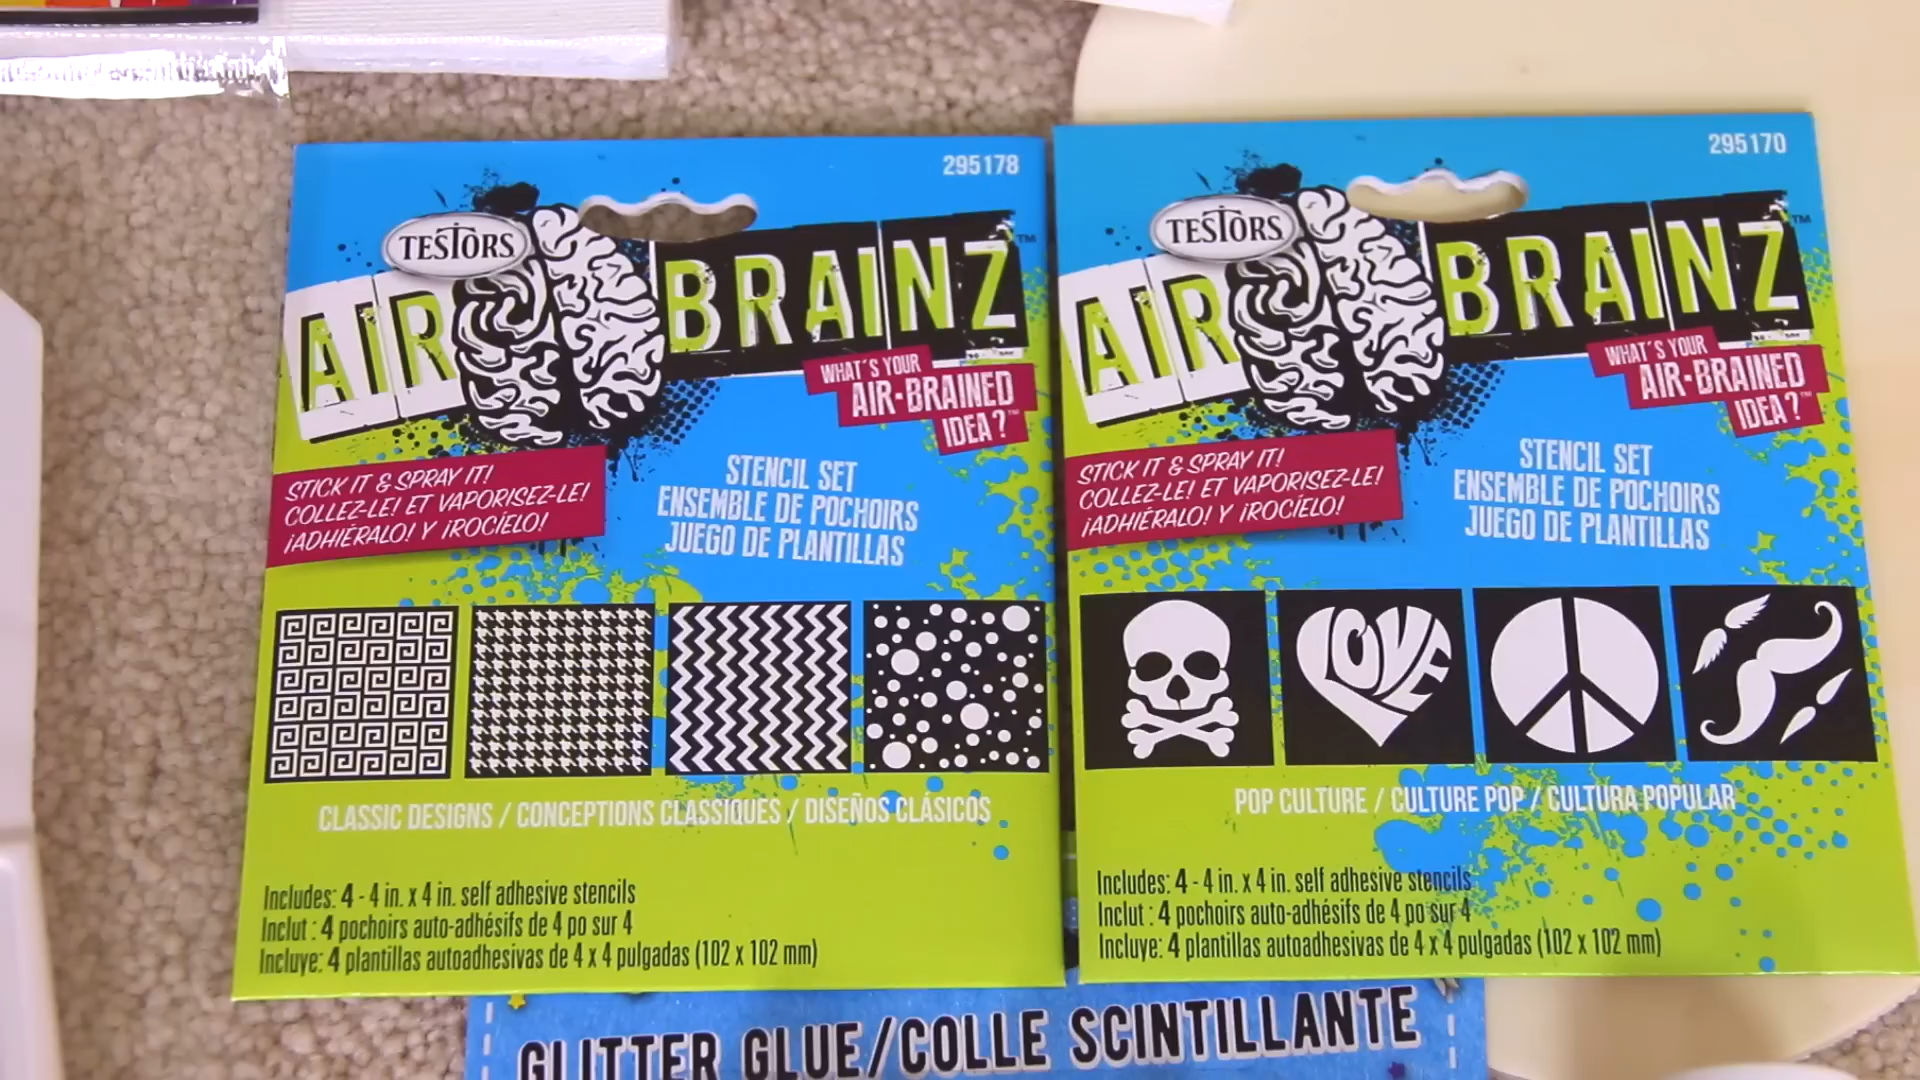 295178
TESTORS
AIR BRAINZ™
WHAT'S YOUR
AIR-BRAINED
IDEA?™
STICK IT & SPRAY IT!
COLLEZ-LE! ET VAPORISEZ-LE!
¡ADHIÉRALO! Y ¡ROCÍELO!
STENCIL SET
ENSEMBLE DE POCHOIRS
JUEGO DE PLANTILLAS
CLASSIC DESIGNS / CONCEPTIONS CLASSIQUES / DISEÑOS CLÁSICOS
Includes: 4 - 4 in. x 4 in. self adhesive stencils
Inclut : 4 pochoirs auto-adhésifs de 4 po sur 4
Incluye: 4 plantillas autoadhesivas de 4 x 4 pulgadas (102 x 102 mm)
295170
TESTORS
AIR BRAINZ™
WHAT'S YOUR
AIR-BRAINED
IDEA?™
STICK IT & SPRAY IT!
COLLEZ-LE! ET VAPORISEZ-LE!
¡ADHIÉRALO! Y ¡ROCÍELO!
STENCIL SET
ENSEMBLE DE POCHOIRS
JUEGO DE PLANTILLAS
LOVE
POP CULTURE / CULTURE POP / CULTURA POPULAR
Includes: 4 - 4 in. x 4 in. self adhesive stencils
Inclut : 4 pochoirs auto-adhésifs de 4 po sur 4
Incluye: 4 plantillas autoadhesivas de 4 x 4 pulgadas (102 x 102 mm)
GLITTER GLUE/COLLE SCINTILLANTE